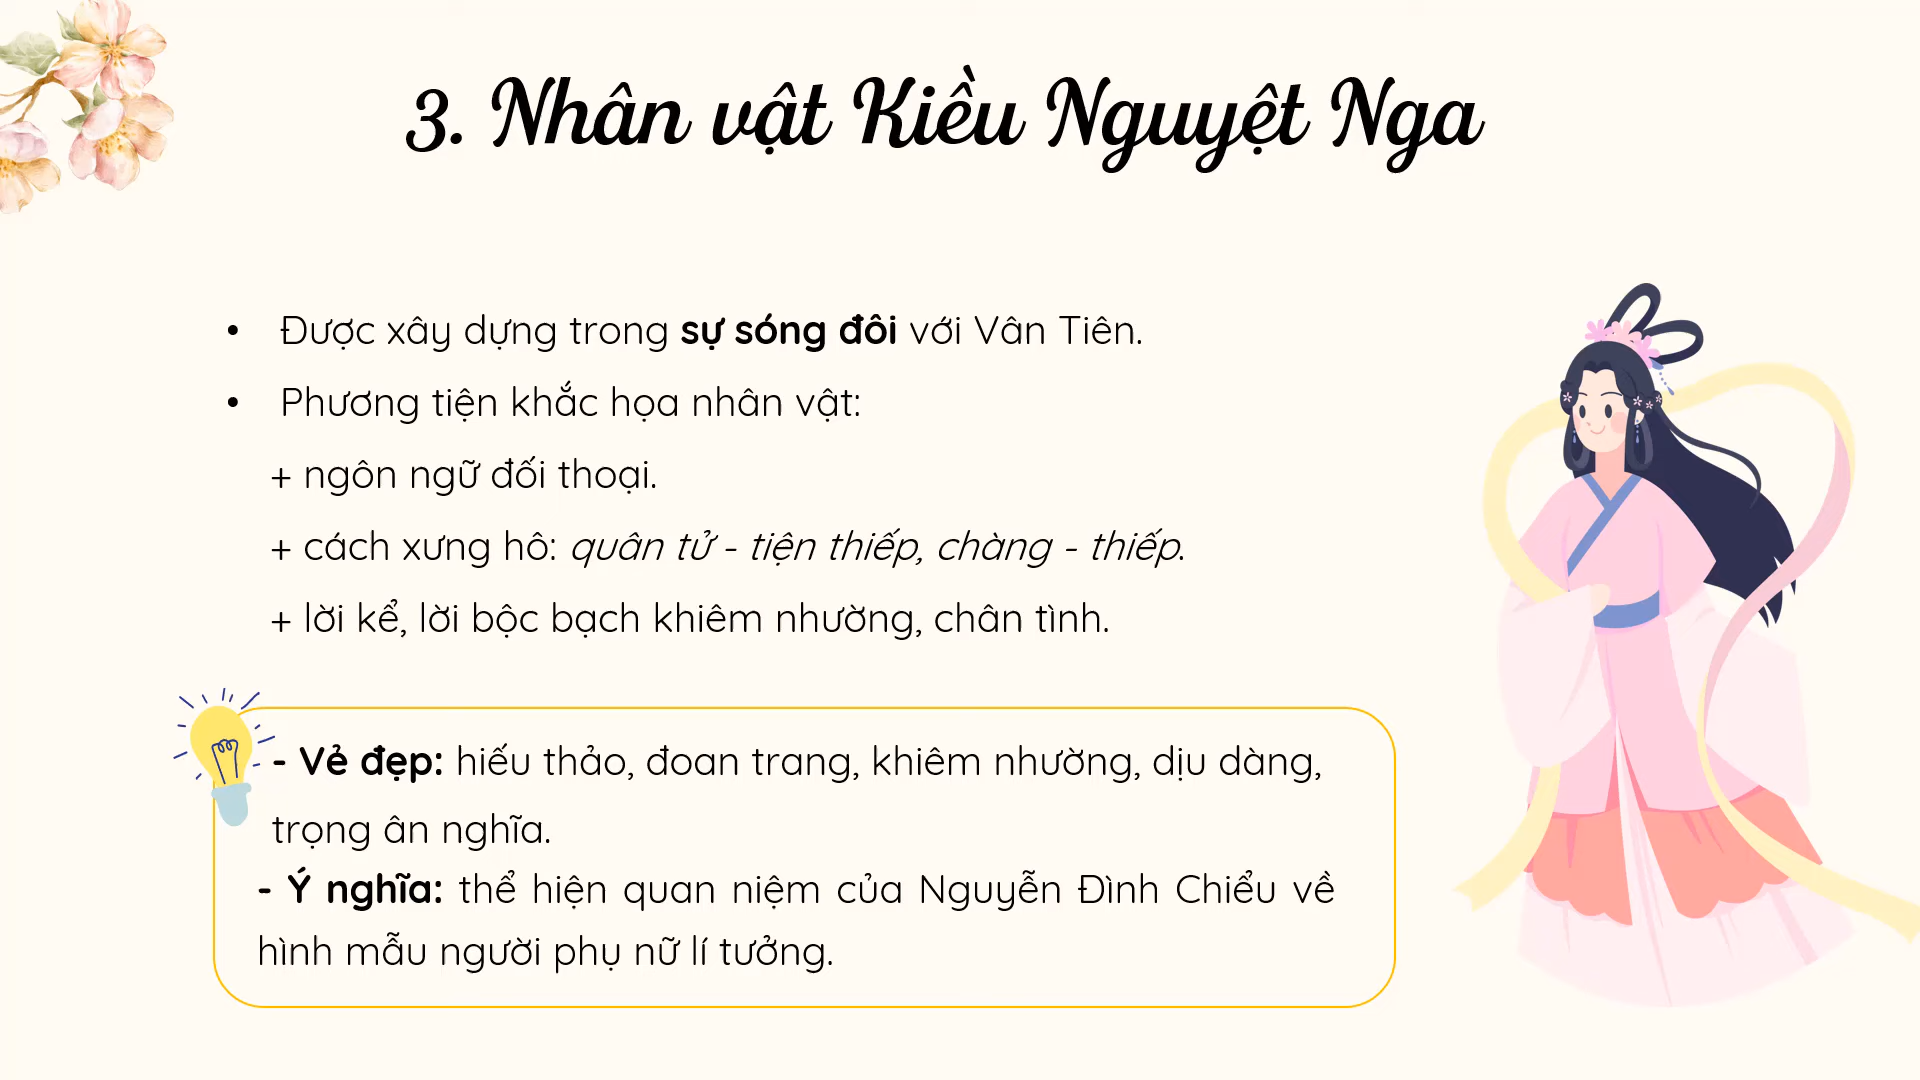 3. Nhân vật Kiều Nguyệt Nga
• Được xây dựng trong sự sóng đôi với Vân Tiên.
• Phương tiện khắc họa nhân vật:
+ ngôn ngữ đối thoại.
+ cách xưng hô: quân tử - tiện thiếp, chàng - thiếp.
+ lời kể, lời bộc bạch khiêm nhường, chân tình.
- Vẻ đẹp: hiếu thảo, đoan trang, khiêm nhường, dịu dàng,
trọng ân nghĩa.
- Ý nghĩa: thể hiện quan niệm của Nguyễn Đình Chiểu về
hình mẫu người phụ nữ lí tưởng.